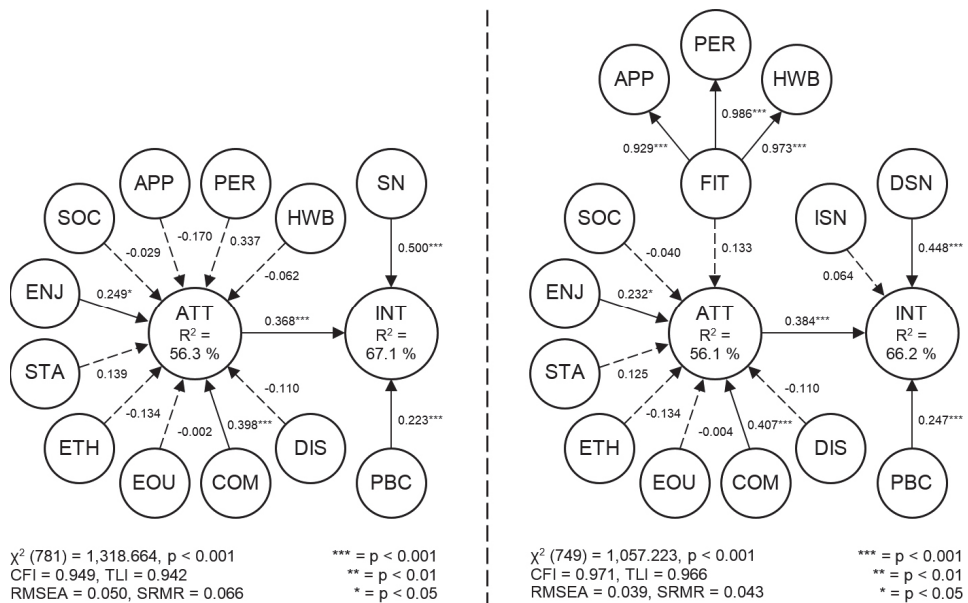 APP
PER
SN
SOC
HWB
-0.170
0.337
-0.029
-0.062
0.500***
ENJ
0.249*
ATT
R² =
56.3 %
0.368***
INT
R² =
67.1 %
STA
0.139
-0.134
-0.002
0.398***
-0.110
0.223***
ETH
EOU
COM
DIS
PBC
χ² (781) = 1,318.664, p < 0.001
CFI = 0.949, TLI = 0.942
RMSEA = 0.050, SRMR = 0.066
*** = p < 0.001
** = p < 0.01
* = p < 0.05
PER
APP
HWB
0.986***
0.929***
0.973***
FIT
DSN
SOC
ISN
-0.040
0.133
0.064
0.448***
ENJ
0.232*
ATT
R² =
56.1 %
0.384***
INT
R² =
66.2 %
STA
0.125
-0.134
-0.004
0.407***
-0.110
0.247***
ETH
EOU
COM
DIS
PBC
χ² (749) = 1,057.223, p < 0.001
CFI = 0.971, TLI = 0.966
RMSEA = 0.039, SRMR = 0.043
*** = p < 0.001
** = p < 0.01
* = p < 0.05